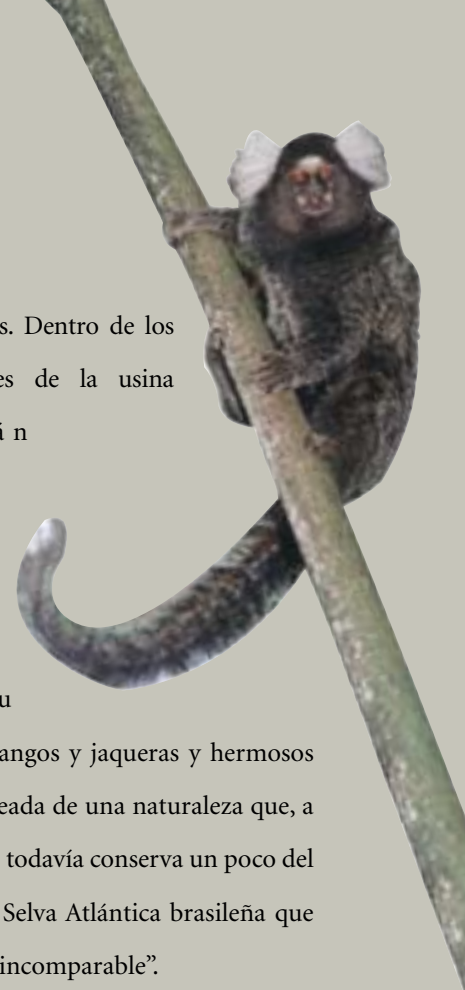 s. Dentro de los
es de la usina
á n
u
angos y jaqueras y hermosos
eada de una naturaleza que, a
todavía conserva un poco del
Selva Atlántica brasileña que
incomparable”.